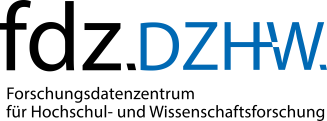 fdz.DZHW.
Forschungsdatenzentrum
für Hochschul- und Wissenschaftsforschung